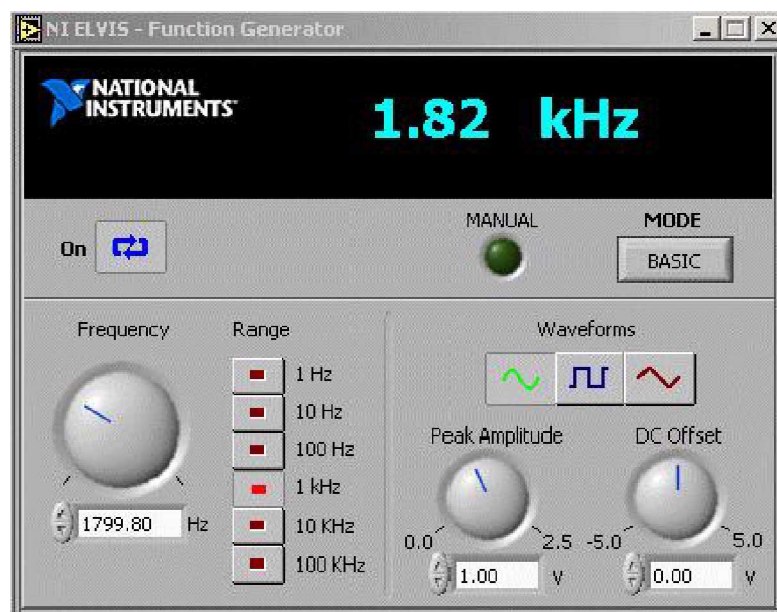 NI ELVIS - Function Generator
NATIONAL
INSTRUMENTS™
1.82 kHz
On
MANUAL
MODE
BASIC
Frequency
Range
1 Hz
10 Hz
100 Hz
1 kHz
10 KHz
100 KHz
1799.80 Hz
Waveforms
Peak Amplitude
0.0 2.5
1.00 V
DC Offset
-5.0 5.0
0.00 V